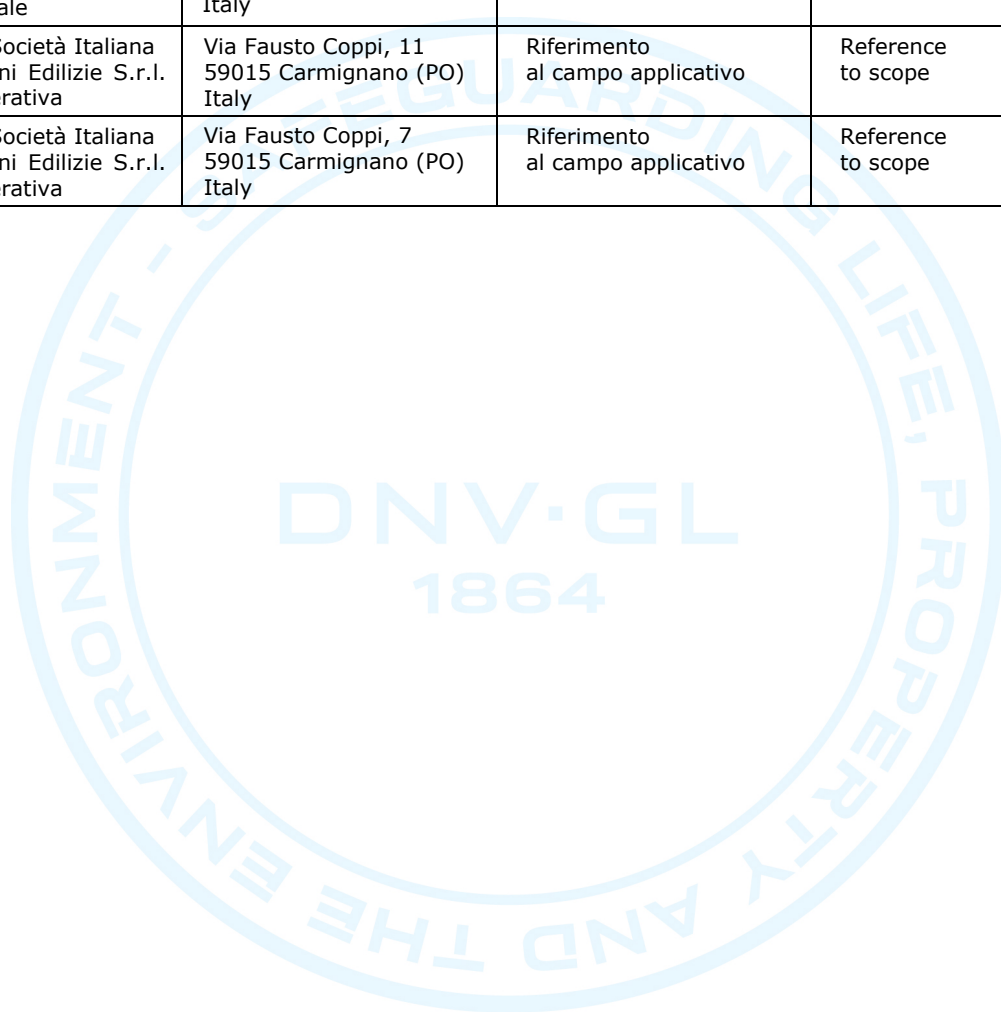 ale
Italy
Società Italiana
ni Edilizie S.r.l.
erativa
Via Fausto Coppi, 11
59015 Carmignano (PO)
Italy
Riferimento
al campo applicativo
Reference
to scope
Società Italiana
ni Edilizie S.r.l.
erativa
Via Fausto Coppi, 7
59015 Carmignano (PO)
Italy
Riferimento
al campo applicativo
Reference
to scope
SAFEGUARDING LIFE, PROPERTY AND THE ENVIRONMENT -
DNV·GL
1864